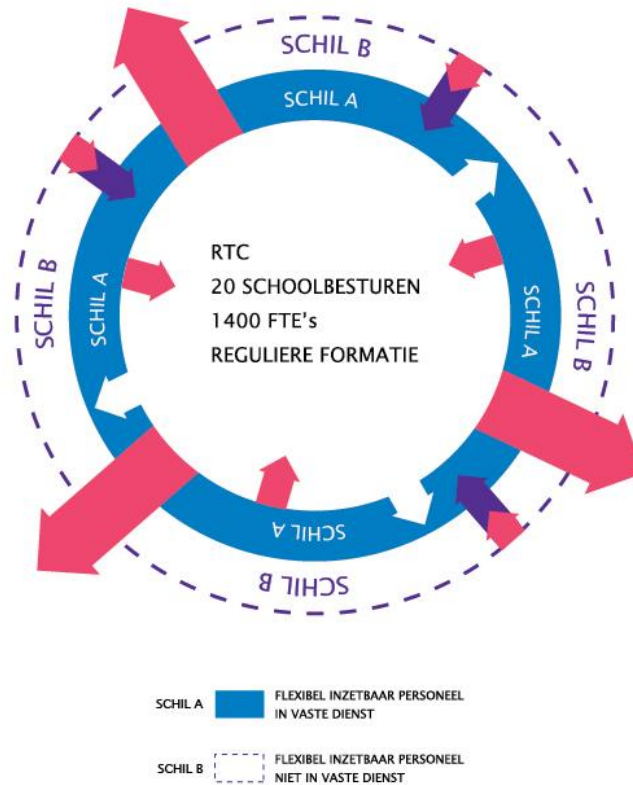 SCHIL B
SCHIL A
SCHIL B
SCHIL A
RTC
20 SCHOOLBESTUREN
1400 FTE's
REGULIERE FORMATIE
SCHIL A
SCHIL B
SCHIL A
SCHIL B
SCHIL A
FLEXIBEL INZETBAAR PERSONEEL
IN VASTE DIENST
SCHIL B
FLEXIBEL INZETBAAR PERSONEEL
NIET IN VASTE DIENST